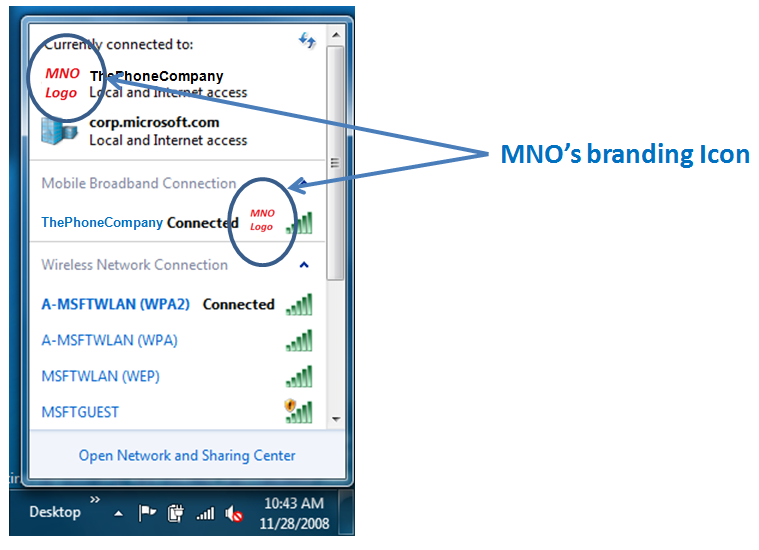 Currently connected to:
MNO
Logo
ThePhoneCompany
Local and Internet access
corp.microsoft.com
Local and Internet access
MNO's branding Icon
Mobile Broadband Connection
ThePhoneCompany Connected
MNO
Logo
Wireless Network Connection
A-MSFTWLAN (WPA2) Connected
A-MSFTWLAN (WPA)
MSFTWLAN (WEP)
MSFTGUEST
Open Network and Sharing Center
Desktop
10:43 AM
11/28/2008